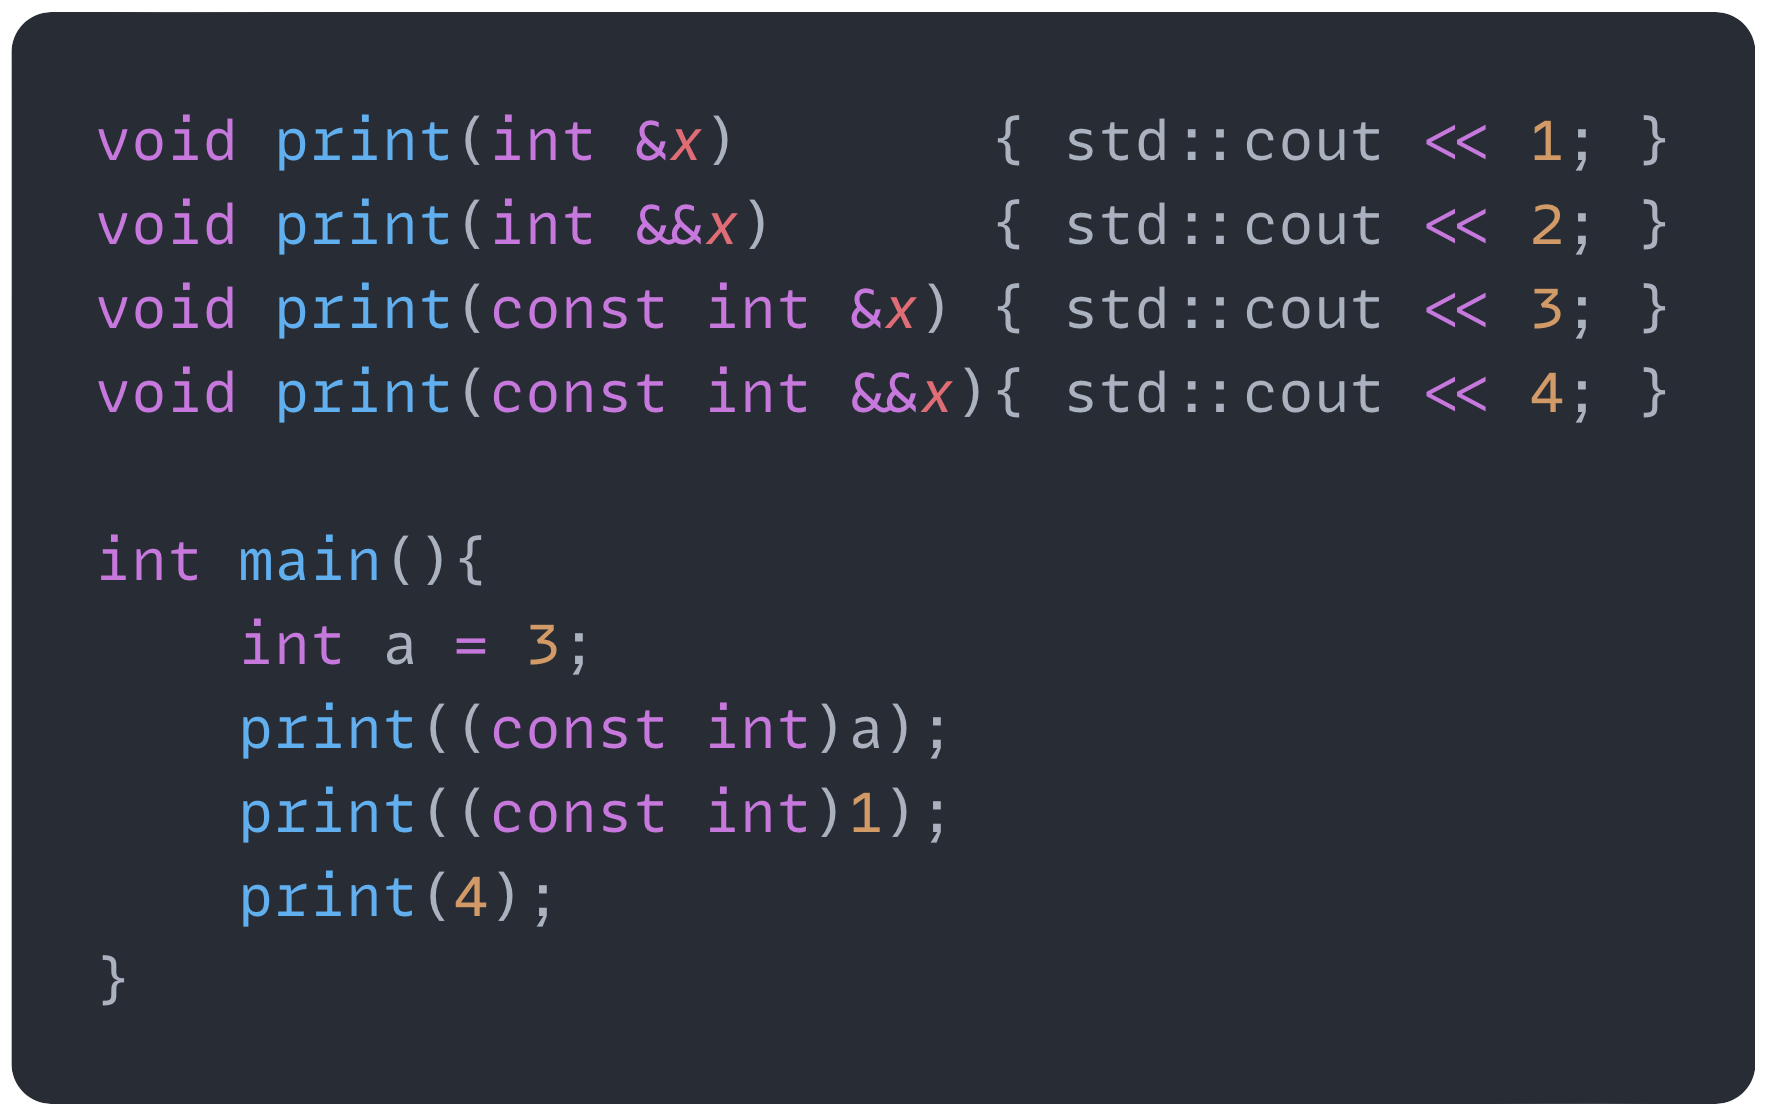 void print(int &x)       { std::cout << 1; }
void print(int &&x)      { std::cout << 2; }
void print(const int &x) { std::cout << 3; }
void print(const int &&x){ std::cout << 4; }

int main(){
    int a = 3;
    print((const int)a);
    print((const int)1);
    print(4);
}